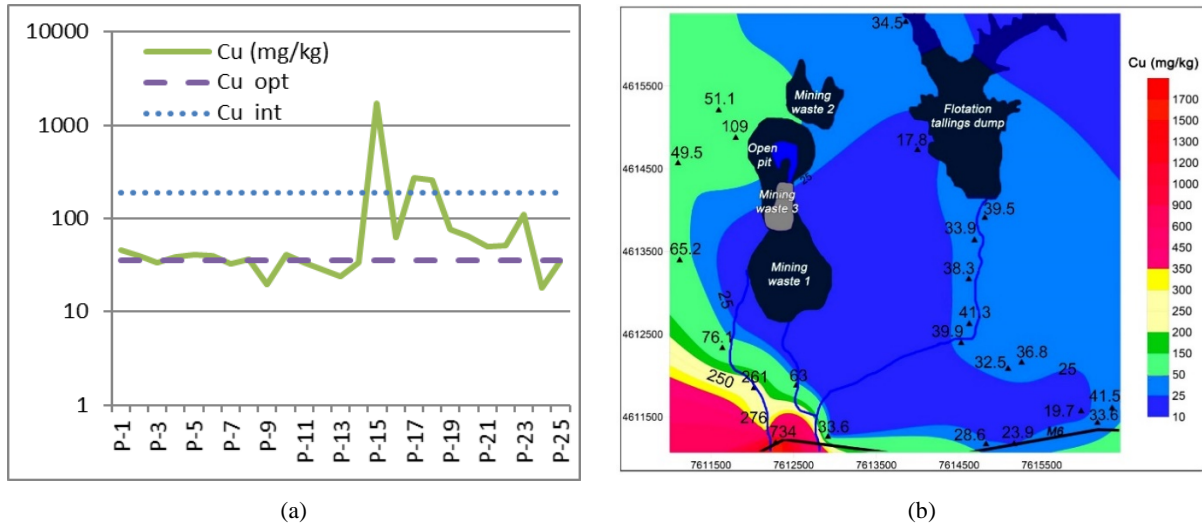 10000
1000
100
10
1
Cu (mg/kg)
Cu opt
Cu int
P-1
P-3
P-5
P-7
P-9
P-11
P-13
P-15
P-17
P-19
P-21
P-23
P-25
(a)
34.5
4615500
51.1
109
49.5
4614500
Mining
waste 2
Open
pit
25
Mining
waste 3
17.8
Flotation
tallings dump
39.5
33.9
4613500
65.2
Mining
waste 1
38.3
25
41.3
39.9
4612500
76.1
32.5
36.8
25
250
261
63
276
734
33.6
4611500
41.5
19.7
33.6
28.6
23.9
M6
7611500
7612500
7613500
7614500
7615500
Cu (mg/kg)
1700
1500
1300
1200
900
450
350
300
250
200
150
50
25
10
(b)